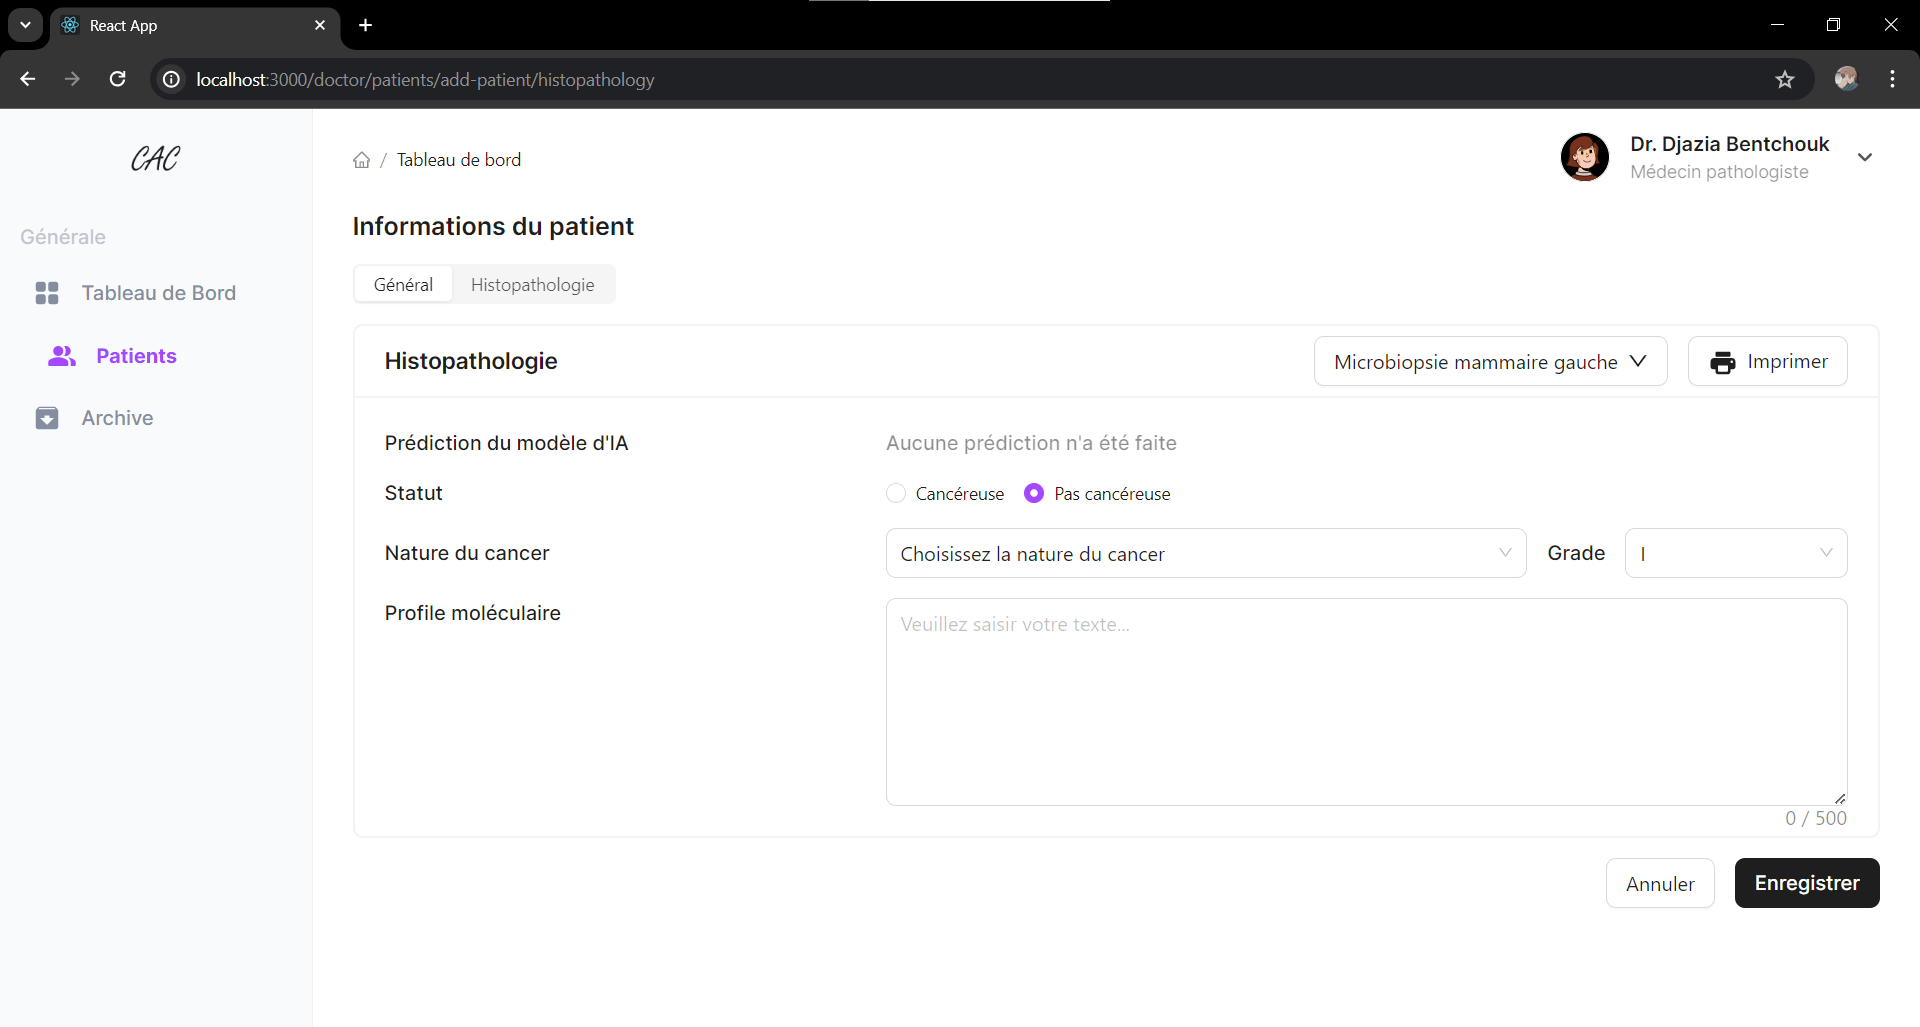 React App
localhost:3000/doctor/patients/add-patient/histopathology
CAC
/ Tableau de bord
Dr. Djazia Bentchouk
Médecin pathologiste
Générale
Tableau de Bord
Patients
Archive
Informations du patient
Général Histopathologie
Histopathologie
Microbiopsie mammaire gauche
Imprimer
Prédiction du modèle d'IA
Aucune prédiction n'a été faite
Statut
Cancéreuse Pas cancéreuse
Nature du cancer
Choisissez la nature du cancer
Grade
I
Profile moléculaire
Veuillez saisir votre texte...
0 / 500
Annuler
Enregistrer